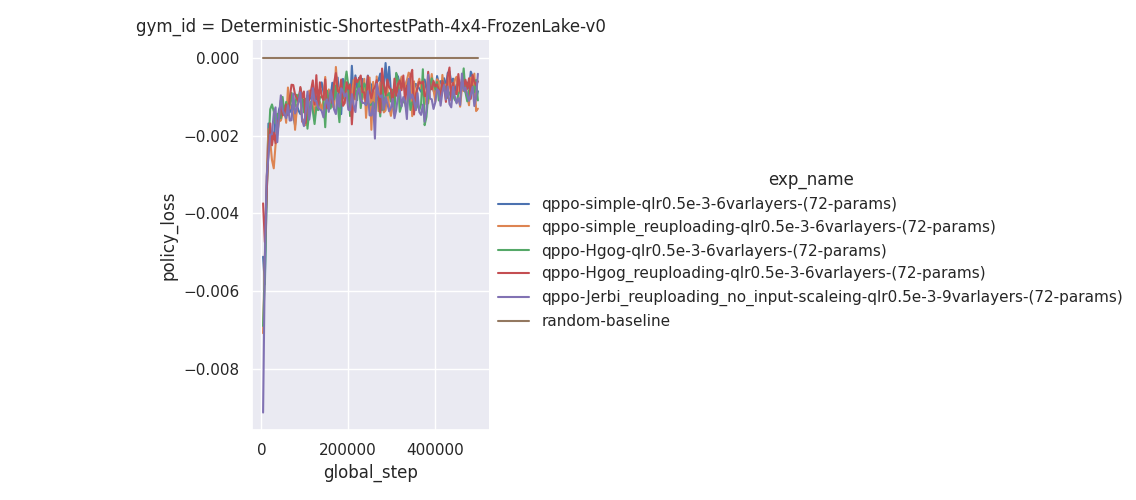 gym_id = Deterministic-ShortestPath-4x4-FrozenLake-v0
0.000
−0.002
−0.004
−0.006
−0.008
policy_loss
0
200000
400000
global_step
exp_name
qppo-simple-qlr0.5e-3-6varlayers-(72-params)
qppo-simple_reuploading-qlr0.5e-3-6varlayers-(72-params)
qppo-Hgog-qlr0.5e-3-6varlayers-(72-params)
qppo-Hgog_reuploading-qlr0.5e-3-6varlayers-(72-params)
qppo-Jerbi_reuploading_no_input-scaleing-qlr0.5e-3-9varlayers-(72-params)
random-baseline